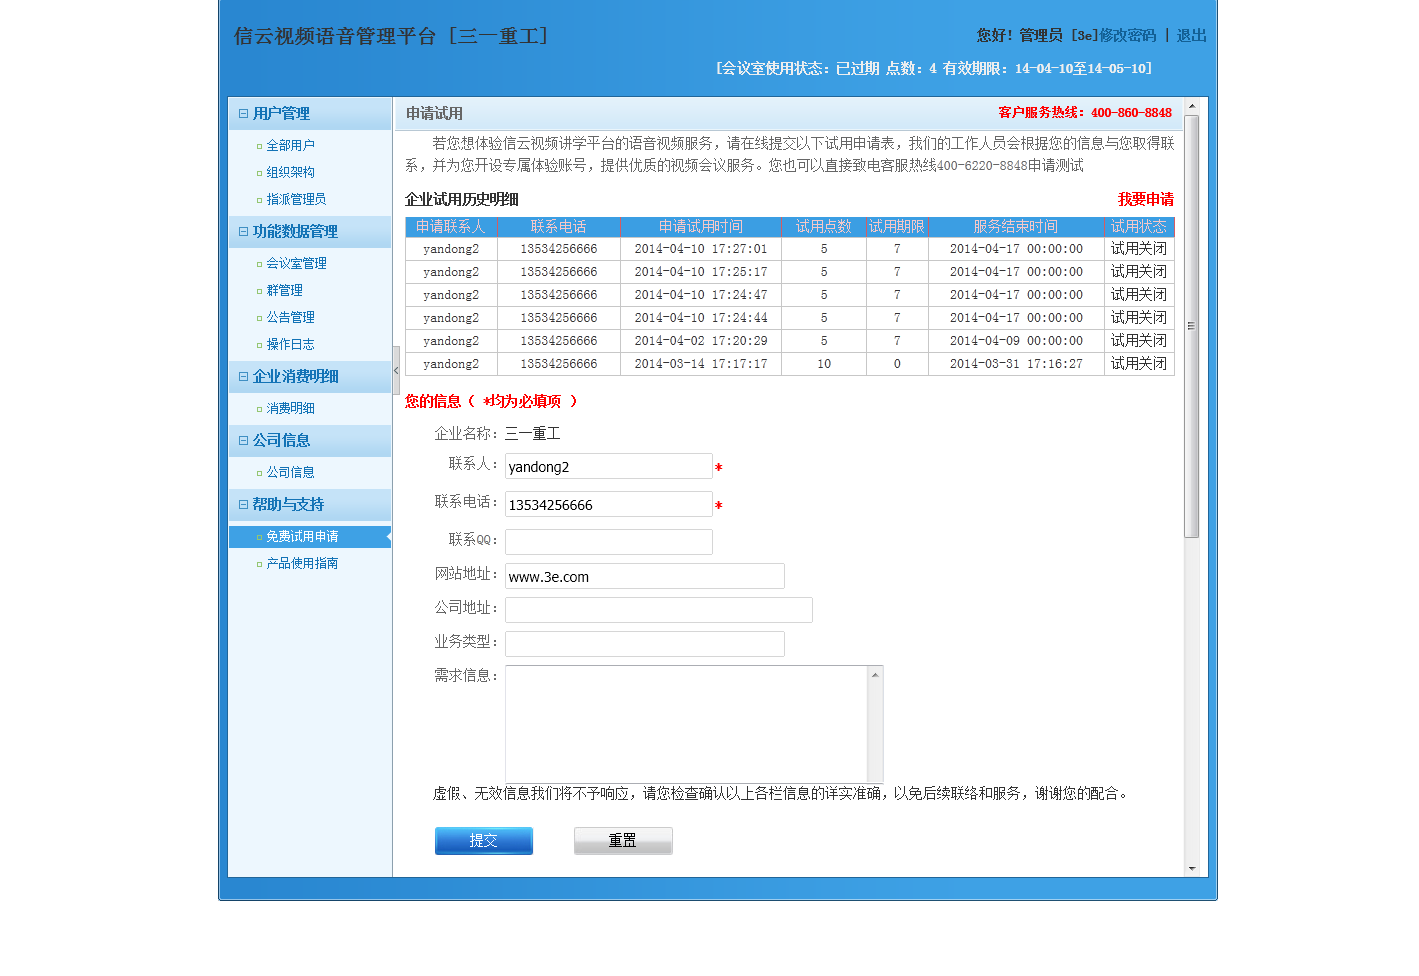 信云视频语音管理平台 [三一重工]
您好！管理员 [3e]修改密码 | 退出
[会议室使用状态：已过期 点数：4 有效期限：14-04-10至14-05-10]
用户管理
全部用户
组织架构
指派管理员
功能数据管理
会议室管理
群管理
公告管理
操作日志
企业消费明细
消费明细
公司信息
公司信息
帮助与支持
免费试用申请
产品使用指南
申请试用 客户服务热线：400-860-8848
若您想体验信云视频讲学平台的语音视频服务，请在线提交以下试用申请表，我们的工作人员会根据您的信息与您取得联
系，并为您开设专属体验账号，提供优质的视频会议服务。您也可以直接致电客服热线400-6220-8848申请测试
企业试用历史明细 我要申请
申请联系人 联系电话 申请试用时间 试用点数 试用期限 服务结束时间 试用状态
yandong2 13534256666 2014-04-10 17:27:01 5 7 2014-04-17 00:00:00 试用关闭
yandong2 13534256666 2014-04-10 17:25:17 5 7 2014-04-17 00:00:00 试用关闭
yandong2 13534256666 2014-04-10 17:24:47 5 7 2014-04-17 00:00:00 试用关闭
yandong2 13534256666 2014-04-10 17:24:44 5 7 2014-04-17 00:00:00 试用关闭
yandong2 13534256666 2014-04-02 17:20:29 5 7 2014-04-09 00:00:00 试用关闭
yandong2 13534256666 2014-03-14 17:17:17 10 0 2014-03-31 17:16:27 试用关闭
您的信息（ *均为必填项 ）
企业名称：三一重工
联系人：yandong2 *
联系电话：13534256666 *
联系QQ：
网站地址：www.3e.com
公司地址：
业务类型：
需求信息：
虚假、无效信息我们将不予响应，请您检查确认以上各栏信息的详实准确，以免后续联络和服务，谢谢您的配合。
提交 重置